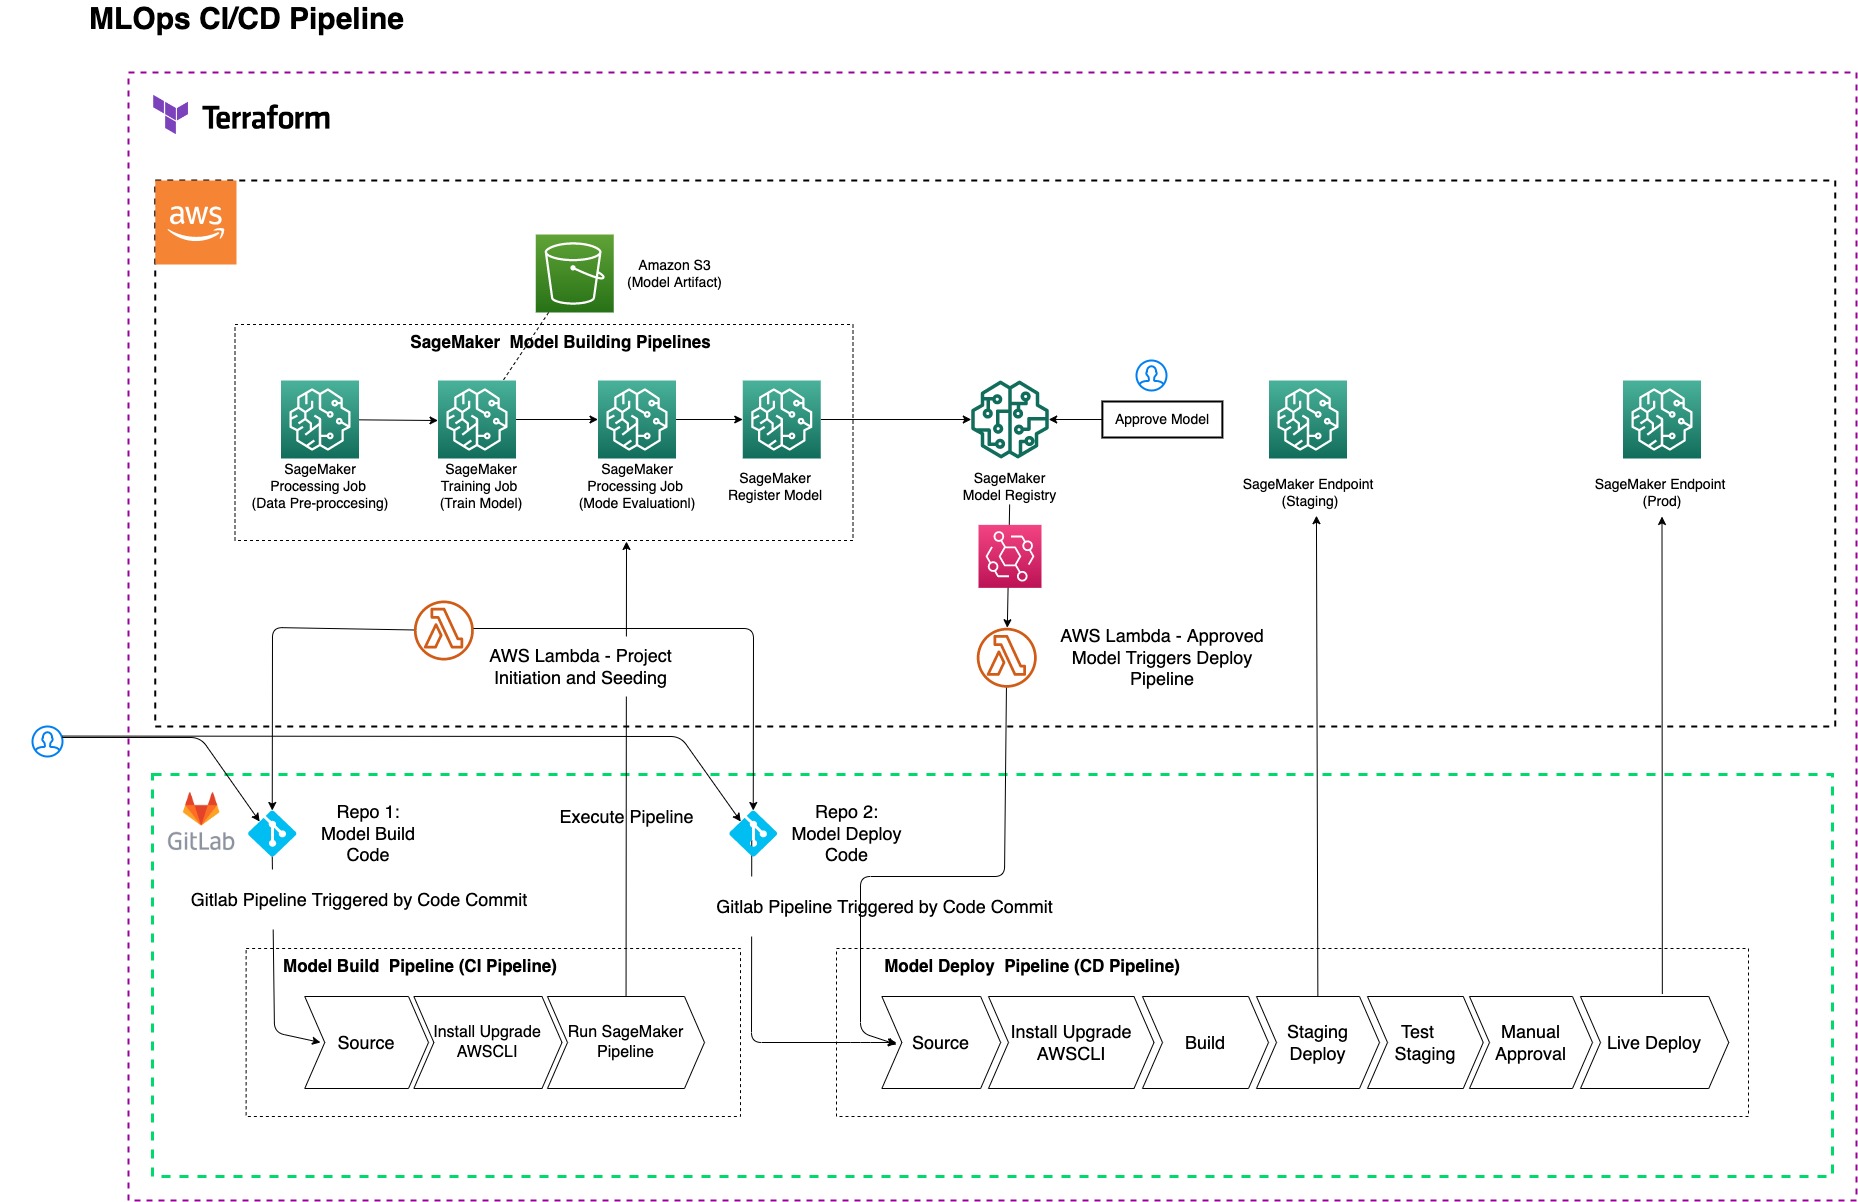 MLOps CI/CD Pipeline
Terraform
aws
Amazon S3
(Model Artifact)
SageMaker Model Building Pipelines
SageMaker
Processing Job
(Data Pre-proccesing)
SageMaker
Training Job
(Train Model)
SageMaker
Processing Job
(Mode Evaluationl)
SageMaker
Register Model
SageMaker
Model Registry
Approve Model
SageMaker Endpoint
(Staging)
SageMaker Endpoint
(Prod)
AWS Lambda - Project
Initiation and Seeding
AWS Lambda - Approved
Model Triggers Deploy
Pipeline
GitLab
Repo 1:
Model Build
Code
Execute Pipeline
Repo 2:
Model Deploy
Code
Gitlab Pipeline Triggered by Code Commit
Gitlab Pipeline Triggered by Code Commit
Model Build Pipeline (CI Pipeline)
Source
Install Upgrade
AWSCLI
Run SageMaker
Pipeline
Model Deploy Pipeline (CD Pipeline)
Source
Install Upgrade
AWSCLI
Build
Staging
Deploy
Test
Staging
Manual
Approval
Live Deploy